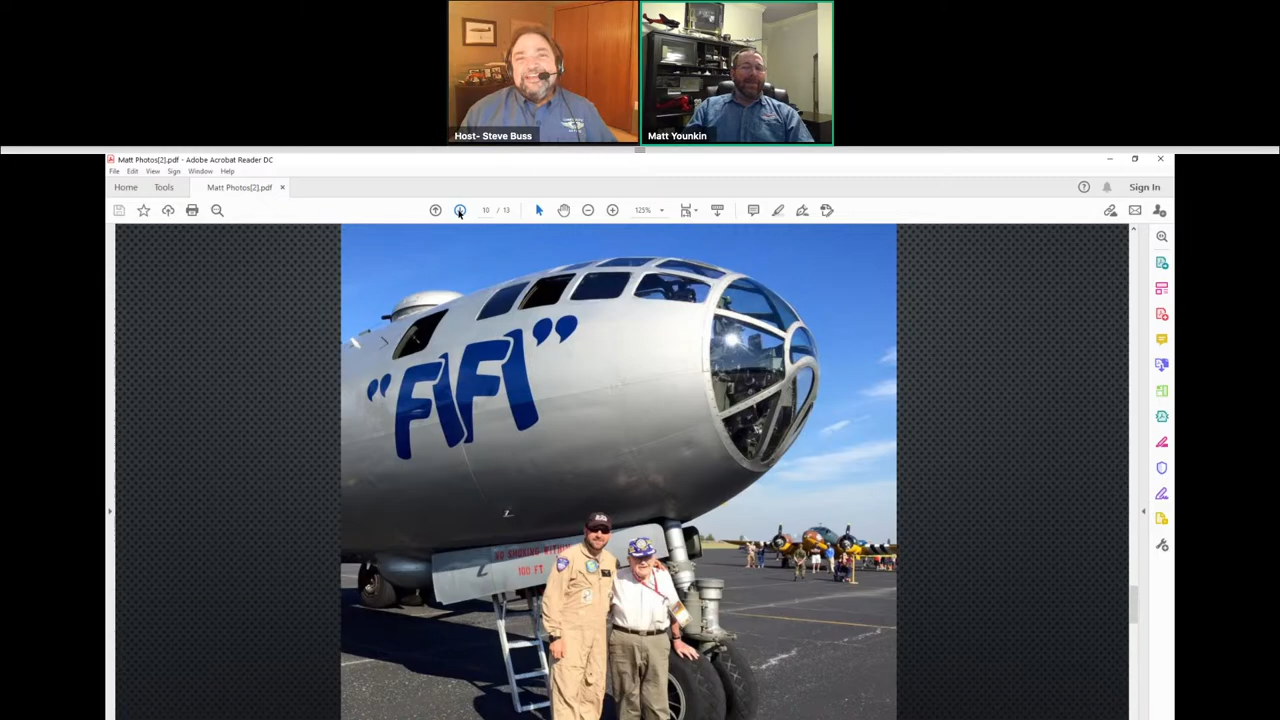 Host- Steve Buss
Matt Younkin
Matt Photos[2].pdf - Adobe Acrobat Reader DC
File Edit View Sign Window Help
Home Tools Matt Photos[2].pdf × Sign In
10 / 13 125%
"FIFI"
NO SMOKING WITHIN
100 FT